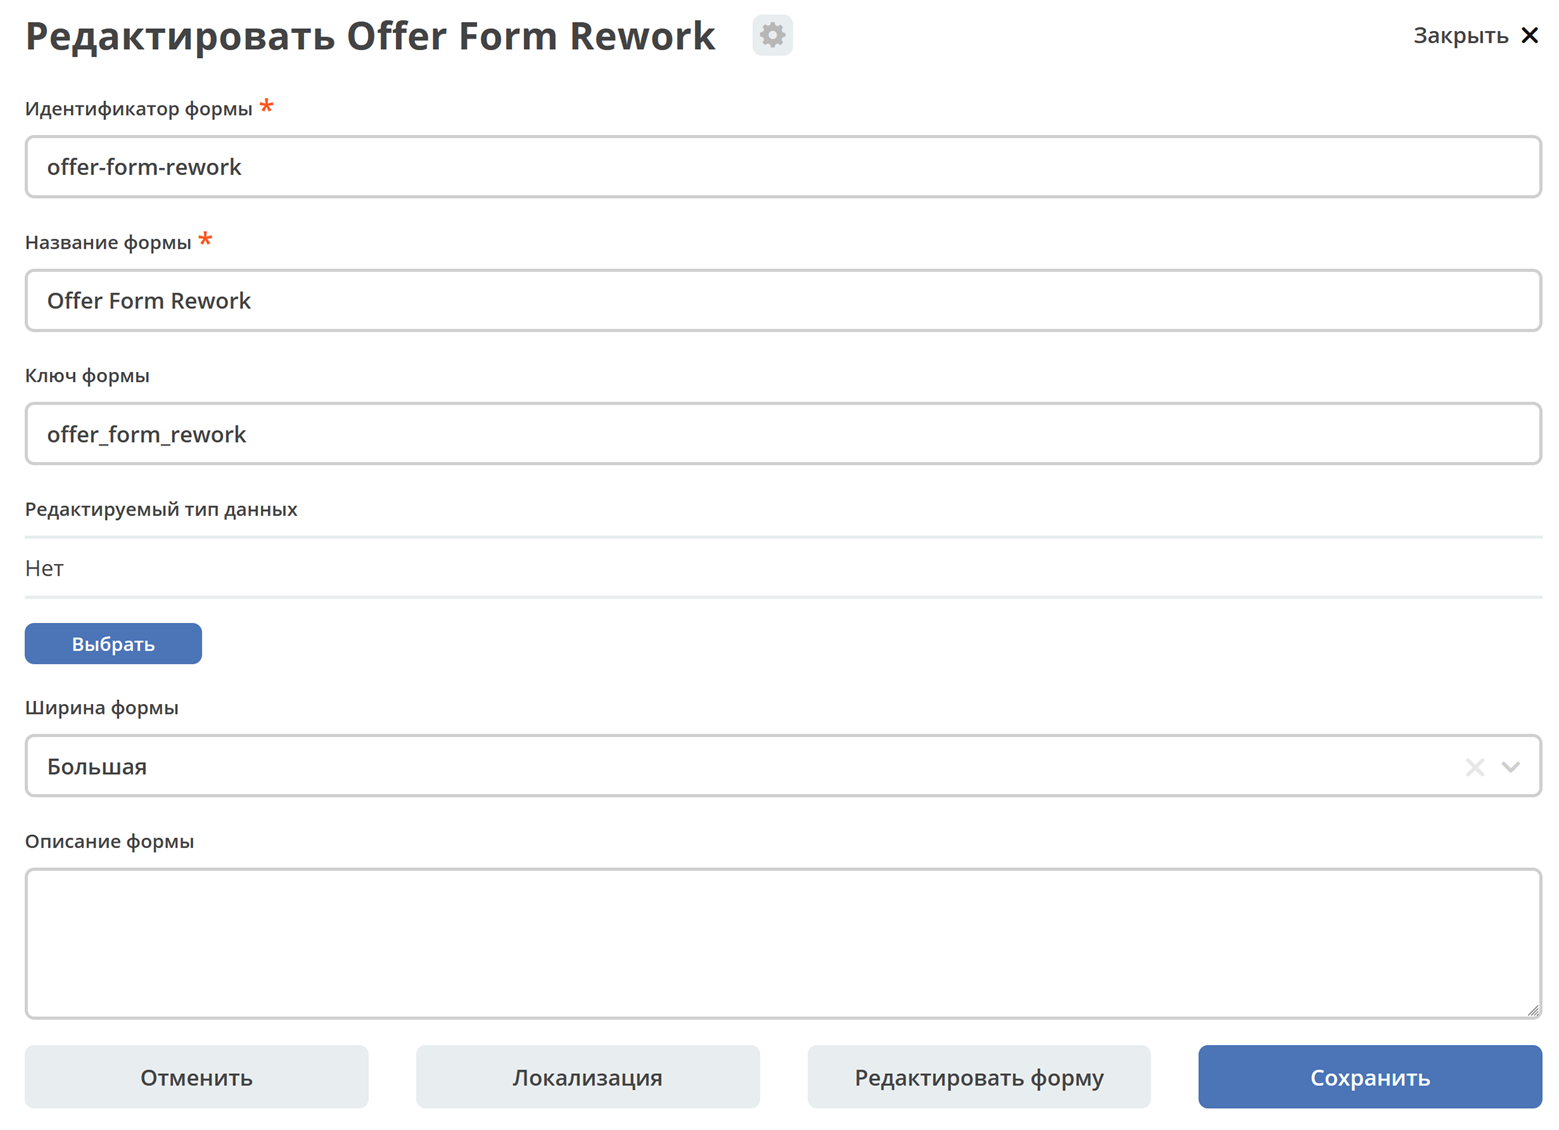 Редактировать Offer Form Rework
Закрыть
Идентификатор формы *
offer-form-rework
Название формы *
Offer Form Rework
Ключ формы
offer_form_rework
Редактируемый тип данных
Нет
Выбрать
Ширина формы
Большая
Описание формы
Отменить
Локализация
Редактировать форму
Сохранить